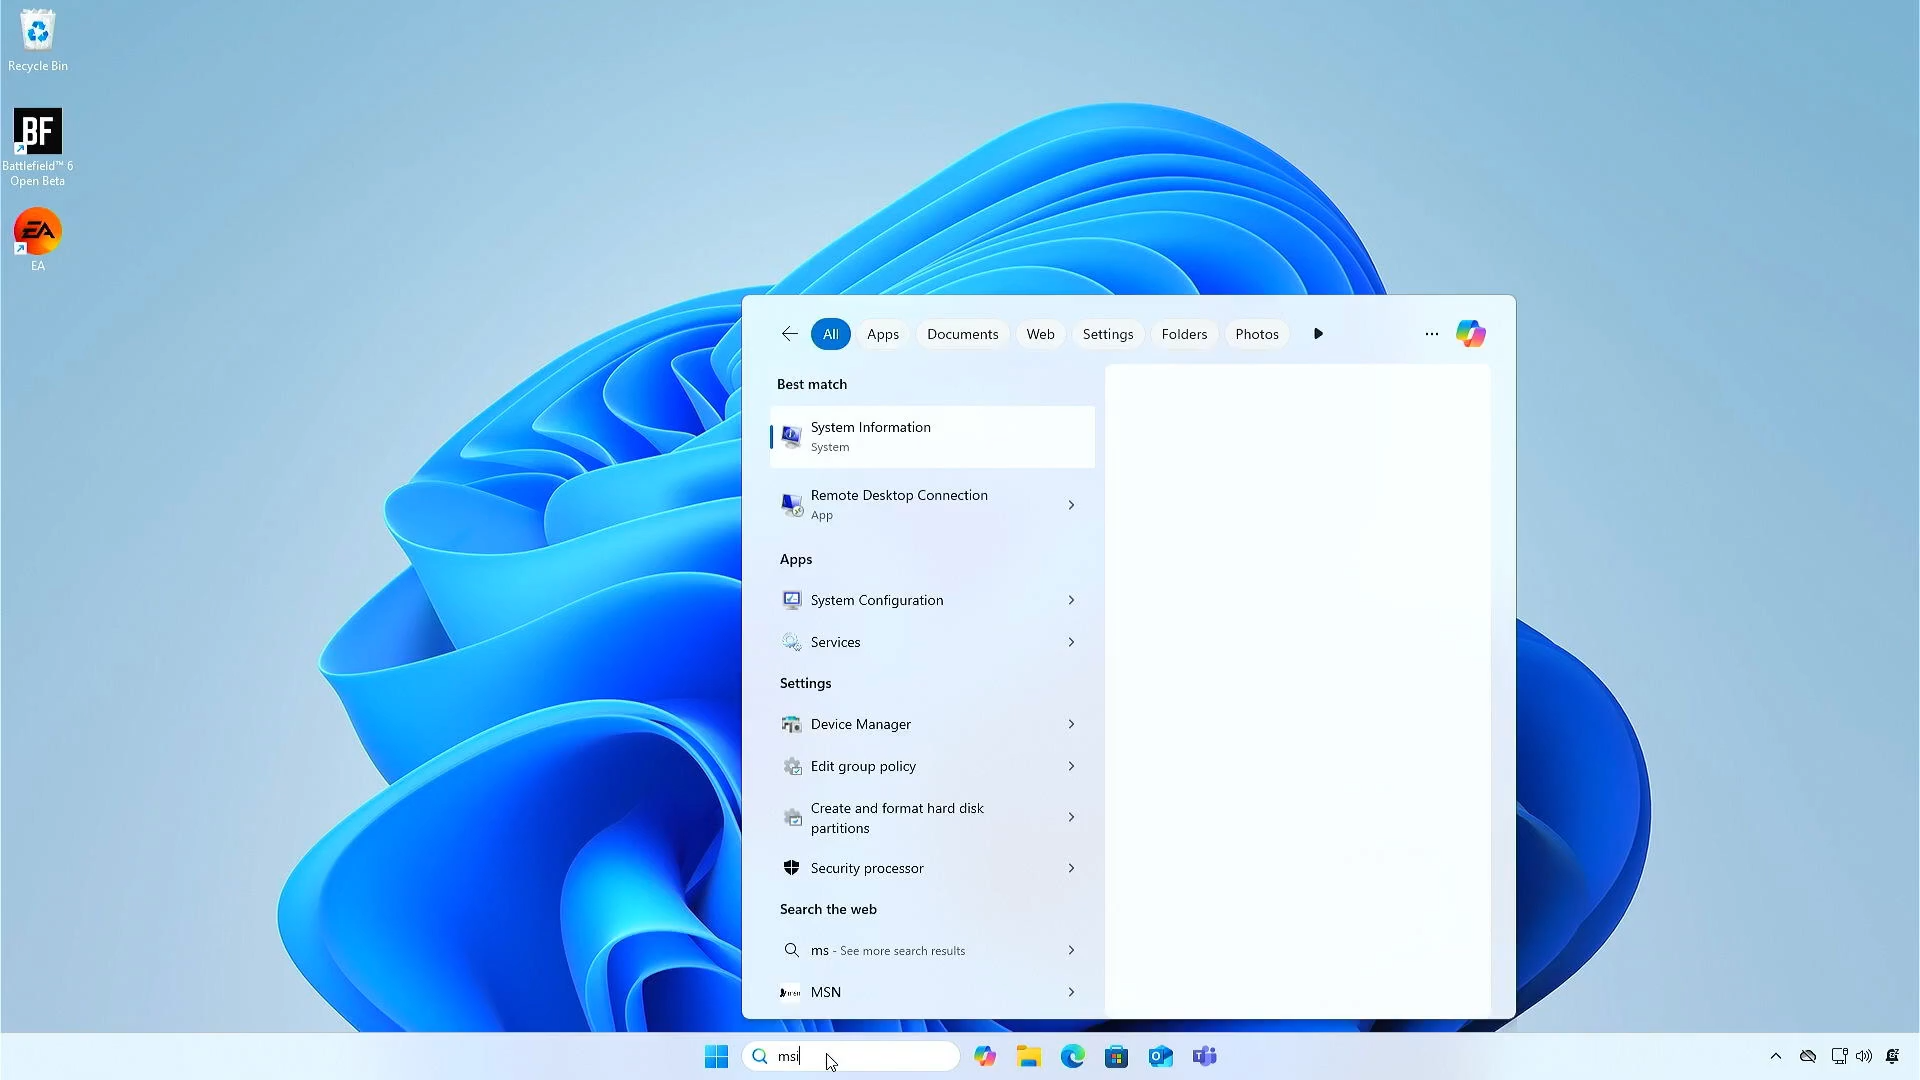 Recycle Bin
BF
Battlefield™ 6
Open Beta
EA
EA
All
Apps
Documents
Web
Settings
Folders
Photos
Best match
System Information
System
Remote Desktop Connection
App
Apps
System Configuration
Services
Settings
Device Manager
Edit group policy
Create and format hard disk
partitions
Security processor
Search the web
ms - See more search results
msn
MSN
msi